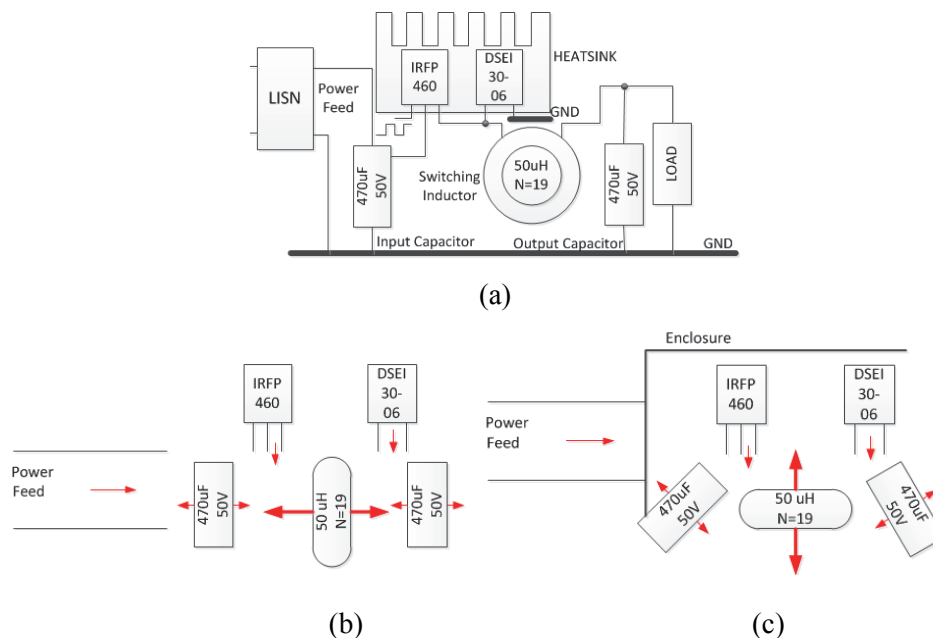 LISN
Power
Feed
IRFP
460
DSEI
30-
06
HEATSINK
GND
470uF
50V
Switching
Inductor
50uH
N=19
470uF
50V
LOAD
Input Capacitor
Output Capacitor
GND
(a)
Power
Feed
IRFP
460
DSEI
30-
06
470uF
50V
50 uH
N=19
470uF
50V
(b)
Enclosure
Power
Feed
IRFP
460
DSEI
30-
06
470uF
50V
50 uH
N=19
470uF
50V
(c)